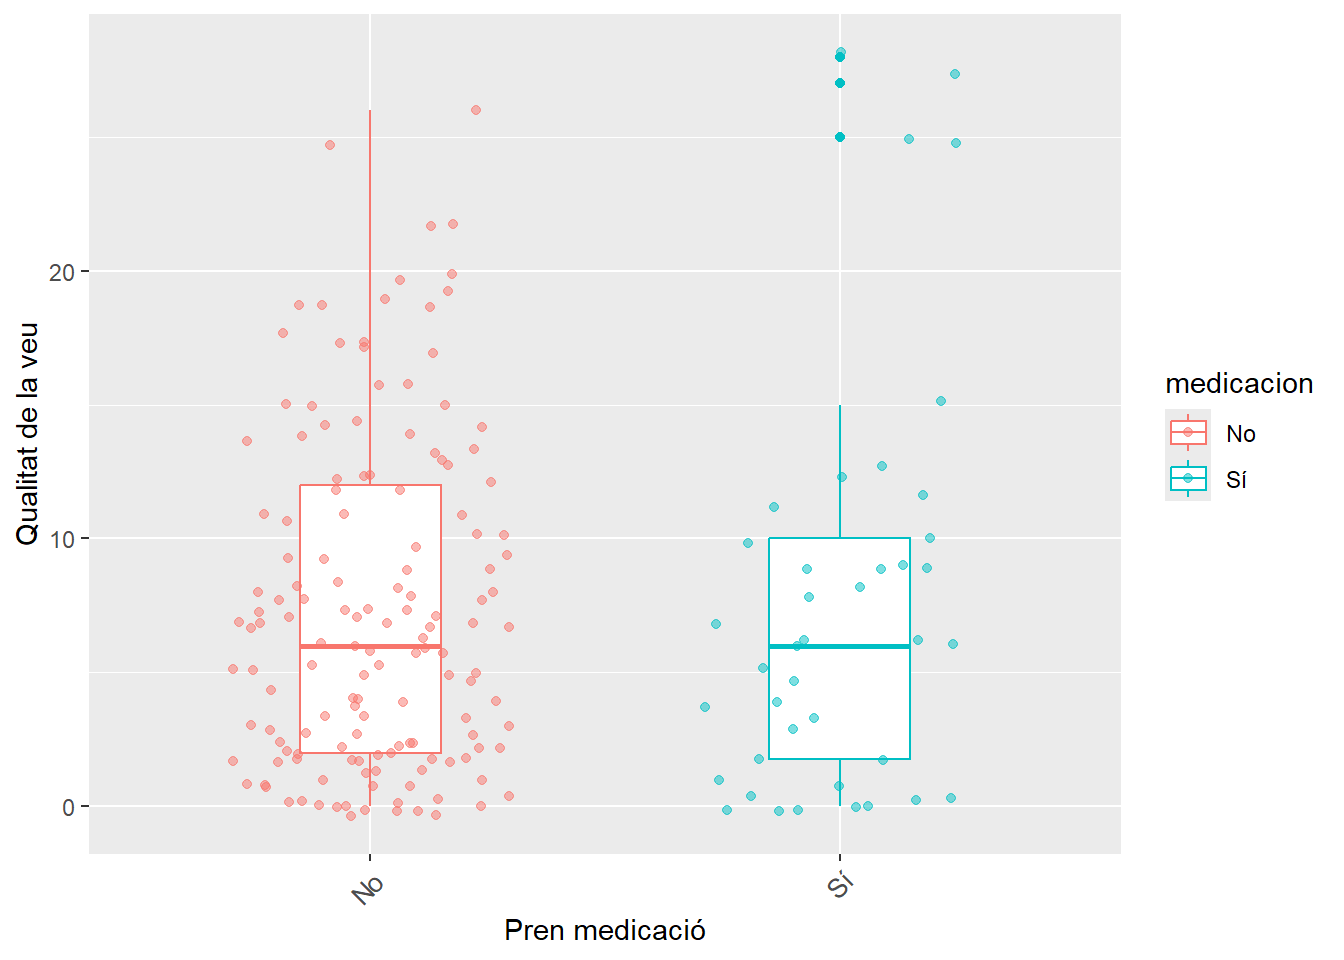 Qualitat de la veu
20
10
0
No
Sí
Pren medicació
medicacion
No
Sí